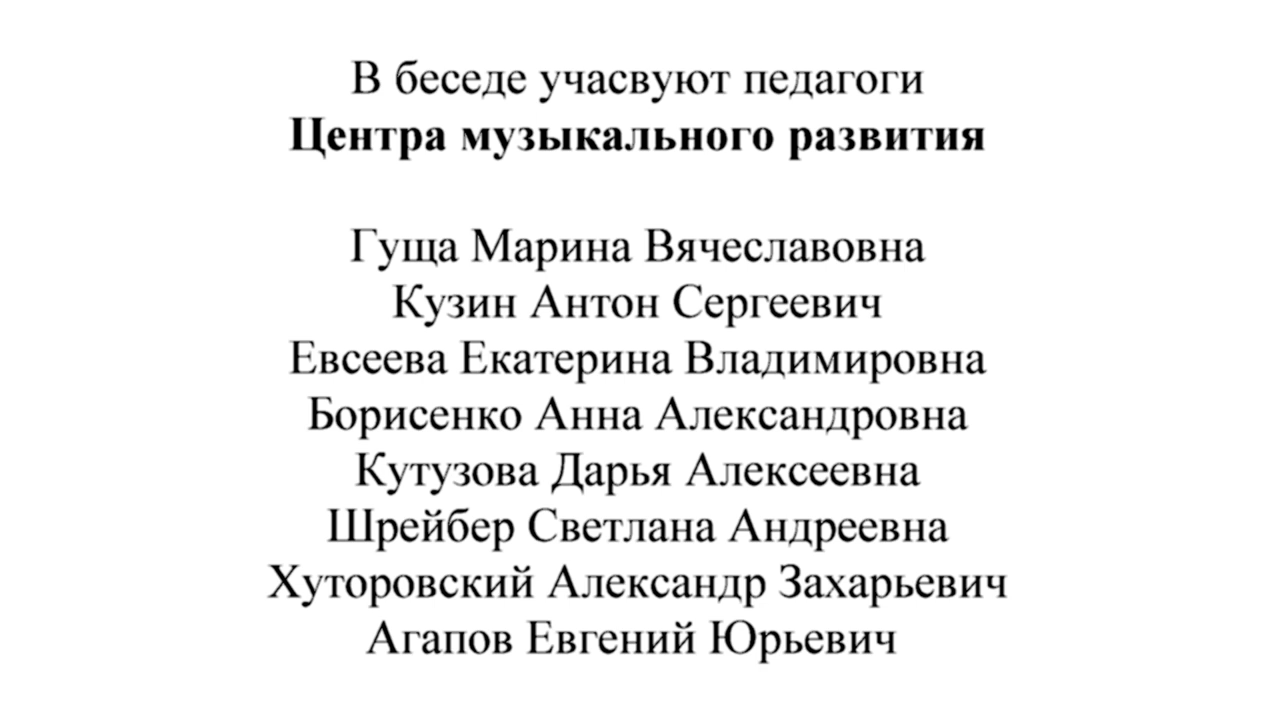 В беседе учасвуют педагоги
Центра музыкального развития
Гуща Марина Вячеславовна
Кузин Антон Сергеевич
Евсеева Екатерина Владимировна
Борисенко Анна Александровна
Кутузова Дарья Алексеевна
Шрейбер Светлана Андреевна
Хуторовский Александр Захарьевич
Агапов Евгений Юрьевич